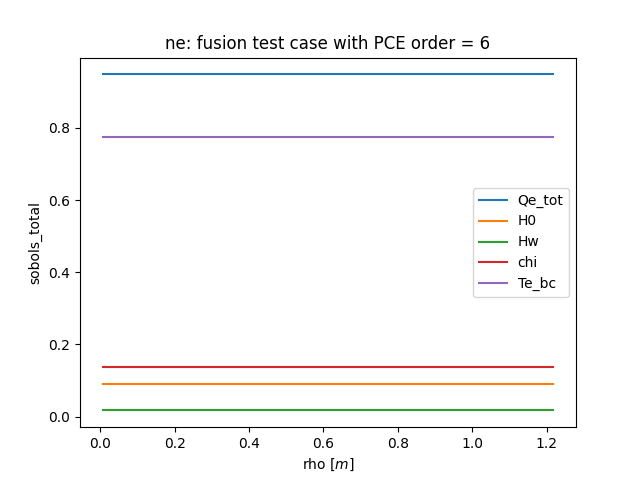 ne: fusion test case with PCE order = 6
sobols_total
0.8
0.6
0.4
0.2
0.0
Qe_tot
H0
Hw
chi
Te_bc
0.0 0.2 0.4 0.6 0.8 1.0 1.2
rho [m]